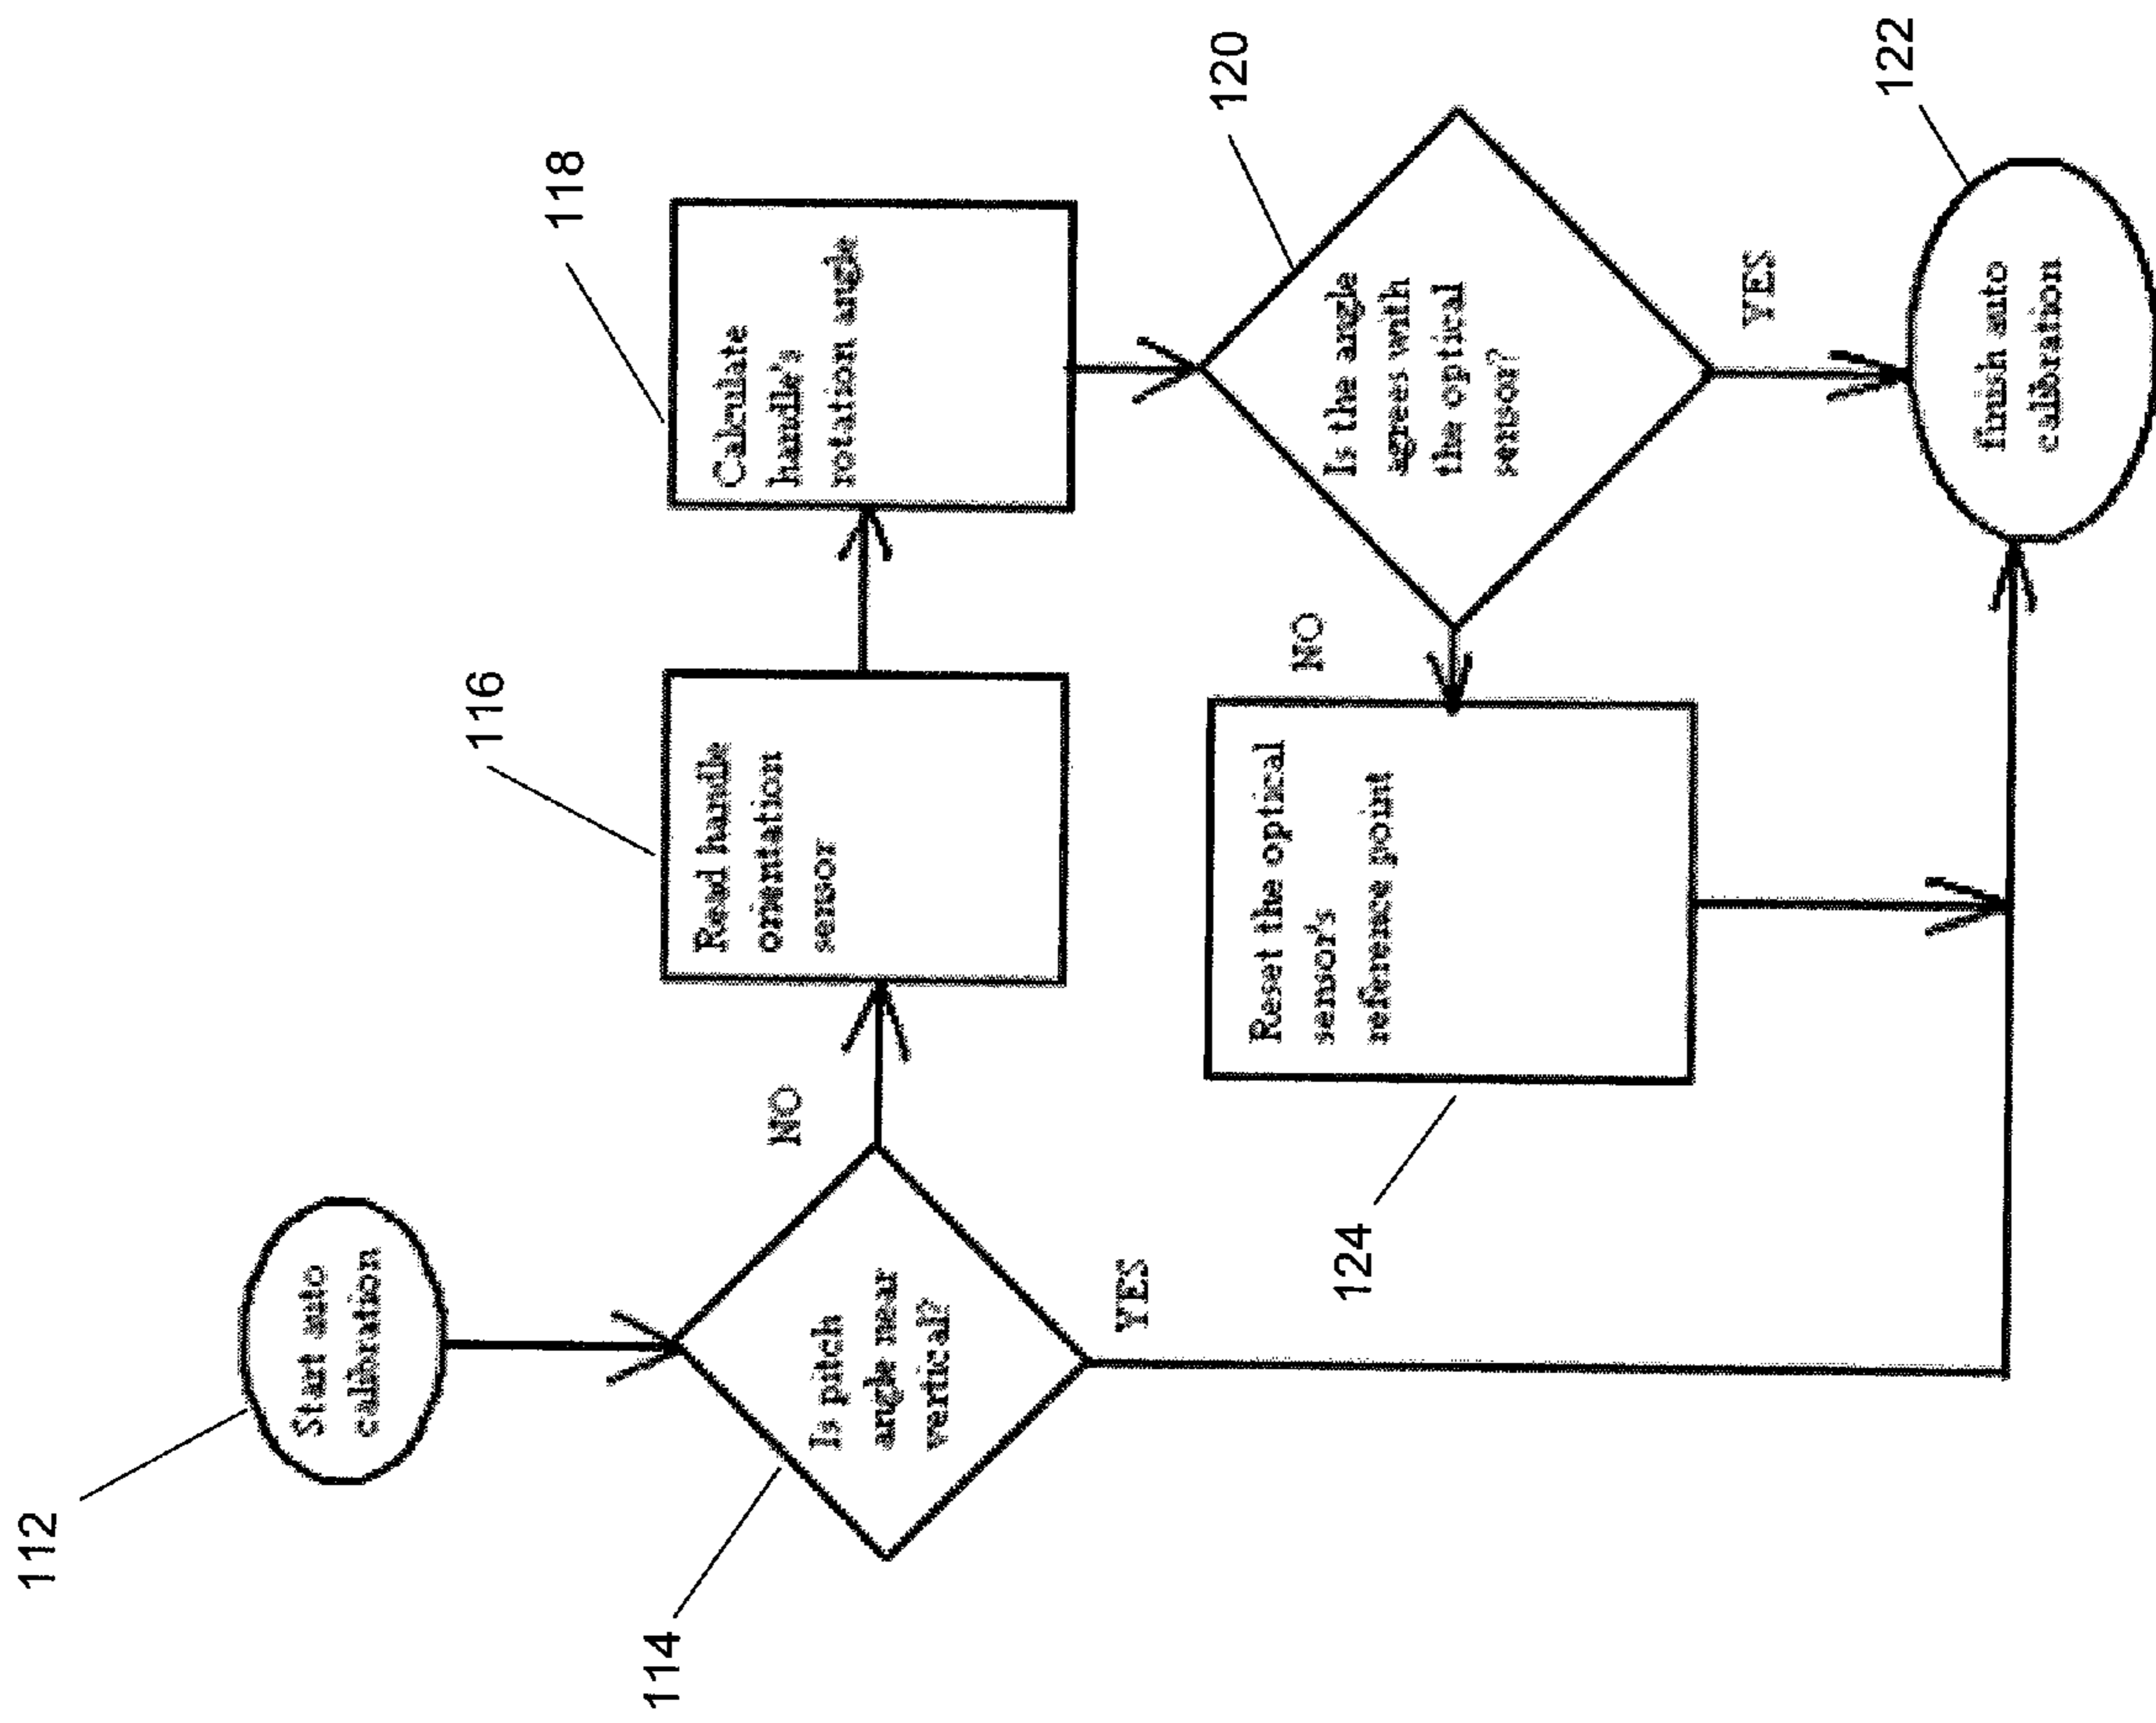 112
Start auto
calibration
114
Is pitch
angle near
vertical?
NO
YES
116
Read handle
orientation
sensor
118
Calculate
handle's
rotation angle
120
Is the angle
agrees with
the optical
sensor?
NO
YES
124
Reset the optical
sensor's
reference point
122
finish auto
calbration